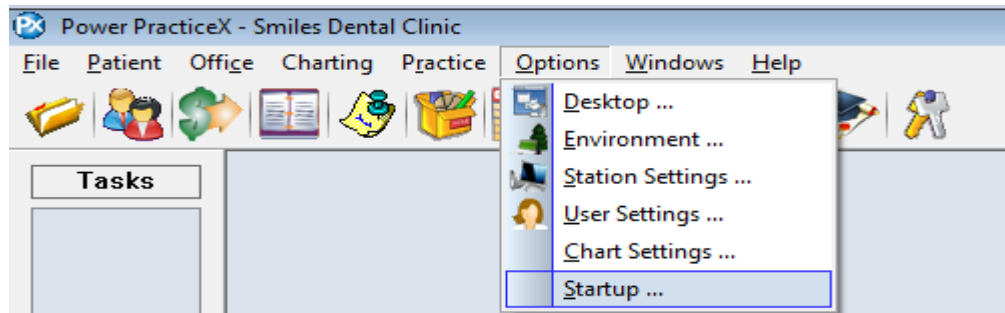 Power PracticeX - Smiles Dental Clinic
File Patient Office Charting Practice Options Windows Help
Desktop ...
Environment ...
Station Settings ...
User Settings ...
Chart Settings ...
Startup ...
Tasks